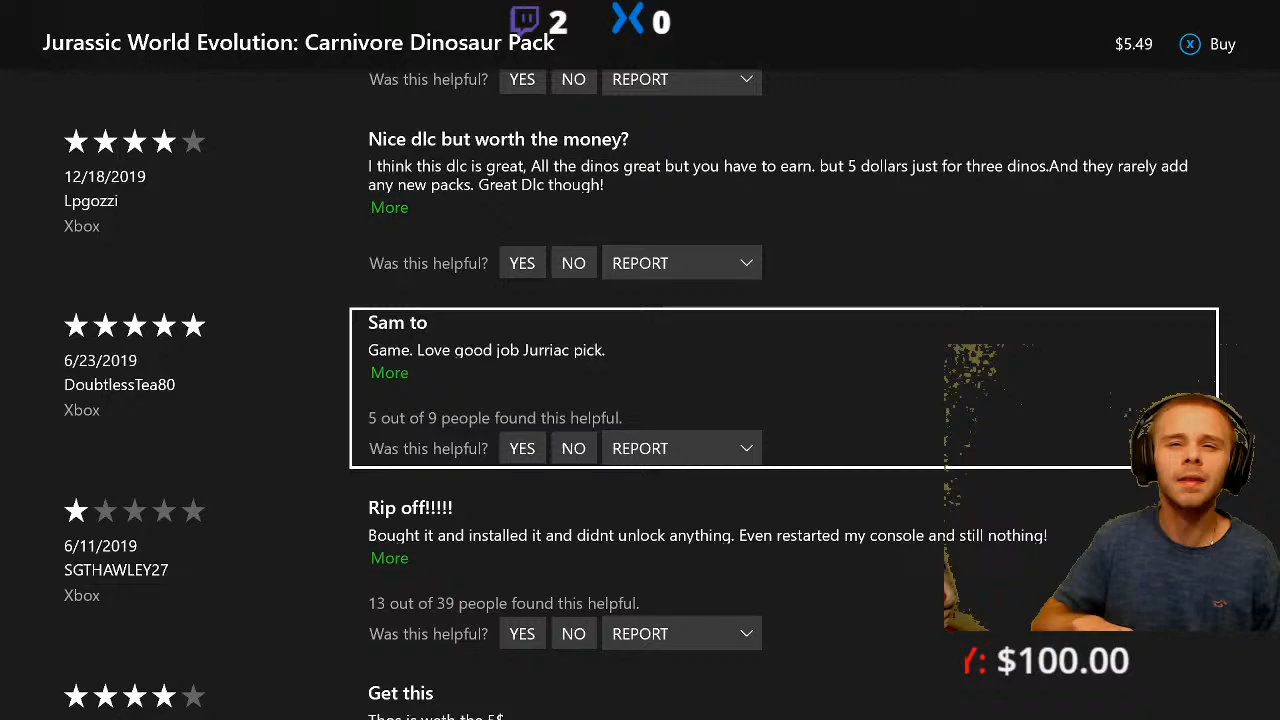 2 0
Jurassic World Evolution: Carnivore Dinosaur Pack $5.49 X Buy
Was this helpful? YES NO REPORT
Nice dlc but worth the money?
I think this dlc is great, All the dinos great but you have to earn. but 5 dollars just for three dinos.And they rarely add
any new packs. Great Dlc though!
More
12/18/2019
Lpgozzi
Xbox
Was this helpful? YES NO REPORT
Sam to
Game. Love good job Jurriac pick.
More
6/23/2019
DoubtlessTea80
Xbox
5 out of 9 people found this helpful.
Was this helpful? YES NO REPORT
Rip off!!!!!
Bought it and installed it and didnt unlock anything. Even restarted my console and still nothing!
More
6/11/2019
SGTHAWLEY27
Xbox
13 out of 39 people found this helpful.
Was this helpful? YES NO REPORT
Y: $100.00
Get this
Thos is woth the 5$